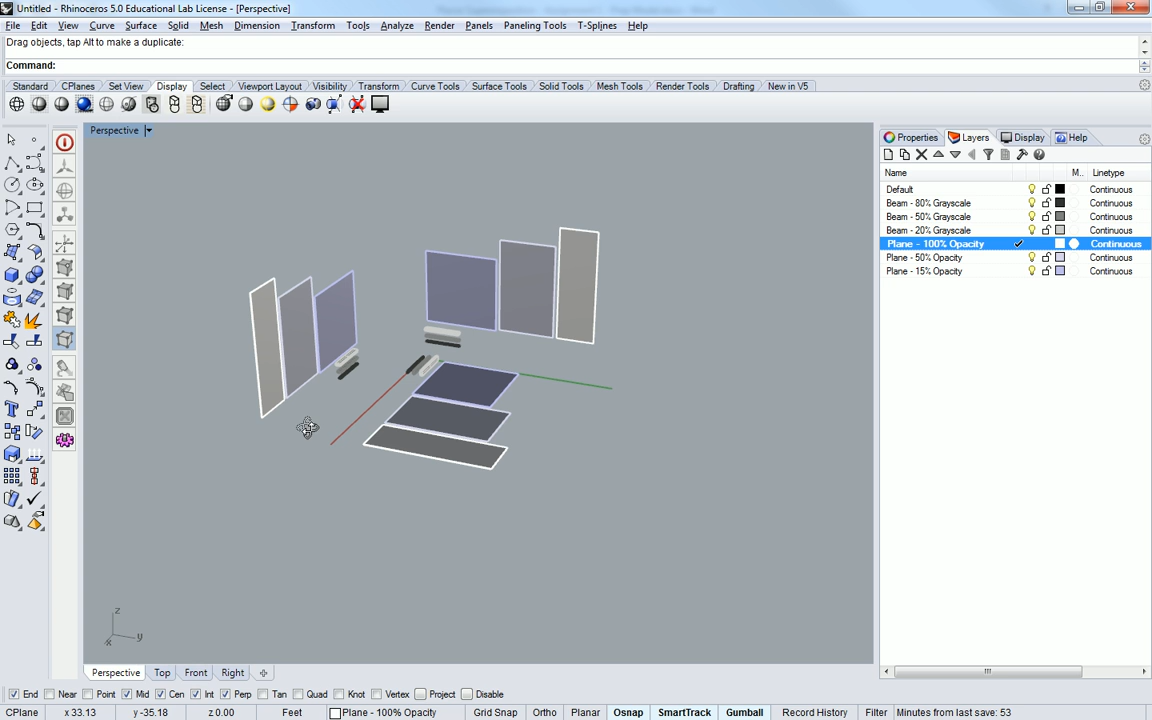 Untitled - Rhinoceros 5.0 Educational Lab License - [Perspective]
File Edit View Curve Surface Solid Mesh Dimension Transform Tools Analyze Render Panels Paneling Tools T-Splines Help
Drag objects, tap Alt to make a duplicate:
Command:
Standard CPlanes Set View Display Select Viewport Layout Visibility Transform Curve Tools Surface Tools Solid Tools Mesh Tools Render Tools Drafting New in V5
Perspective
Properties Layers Display Help
Name M.. Linetype
Default Continuous
Beam - 80% Grayscale Continuous
Beam - 50% Grayscale Continuous
Beam - 20% Grayscale Continuous
Plane - 100% Opacity Continuous
Plane - 50% Opacity Continuous
Plane - 15% Opacity Continuous
z
x y
Perspective Top Front Right
End Near Point Mid Cen Int Perp Tan Quad Knot Vertex Project Disable
CPlane x 33.13 y -35.18 z 0.00 Feet Plane - 100% Opacity Grid Snap Ortho Planar Osnap SmartTrack Gumball Record History Filter Minutes from last save: 53